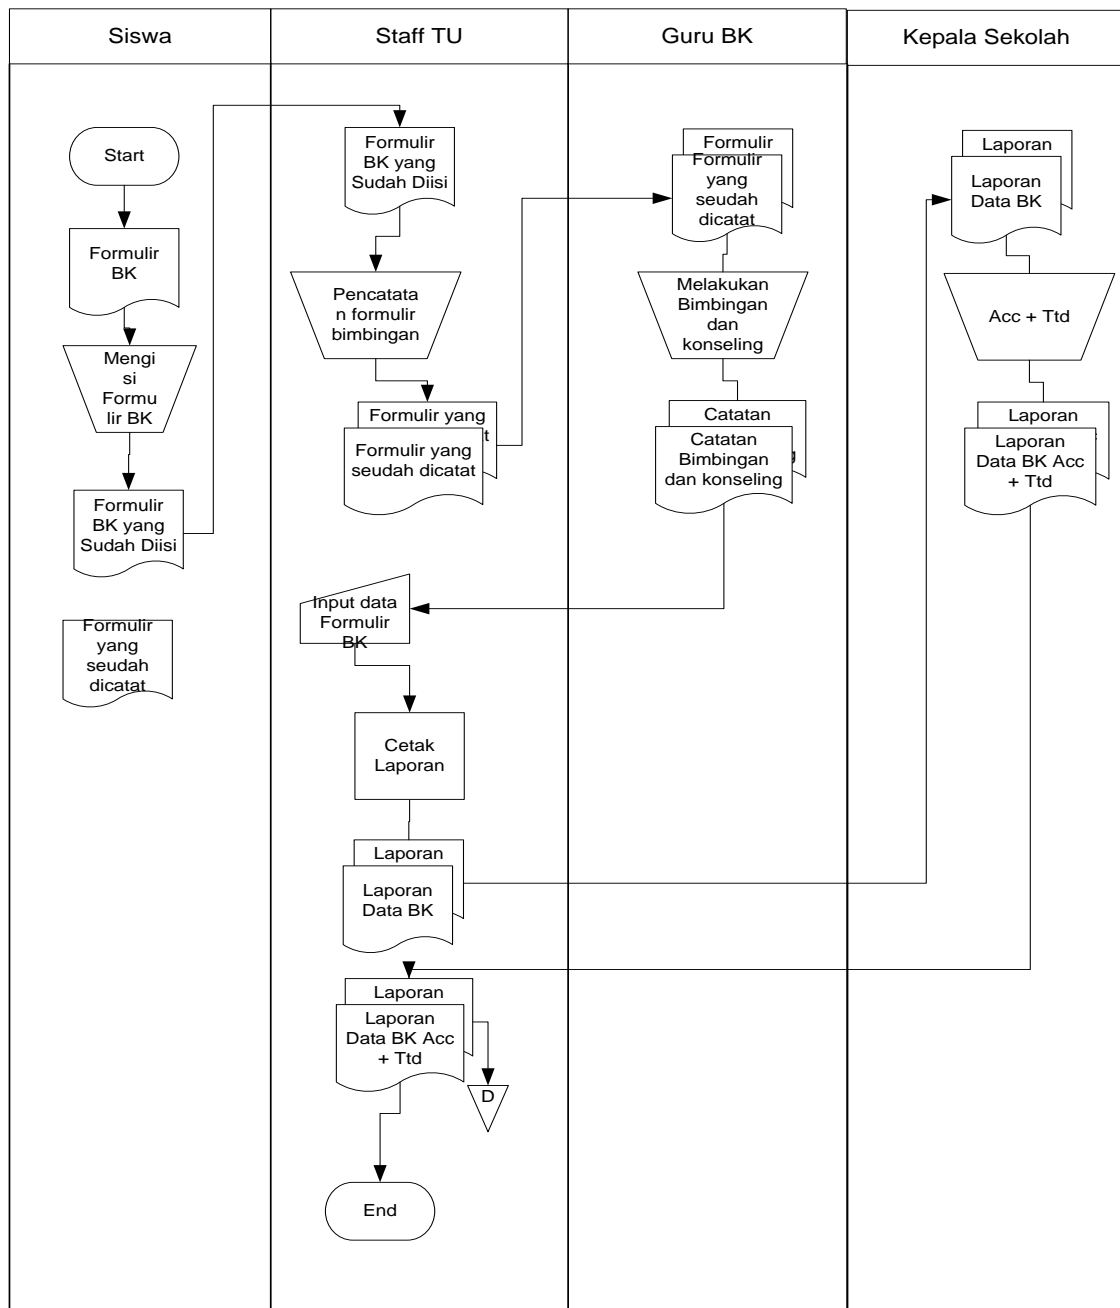 Siswa
Staff TU
Guru BK
Kepala Sekolah
Start
Formulir
BK
Mengi
si
Formu
lir BK
Formulir
BK yang
Sudah Diisi
Formulir
yang
seudah
dicatat
Formulir
BK yang
Sudah Diisi
Pencatata
n formulir
bimbingan
Formulir yang
t
Formulir yang
seudah dicatat
Input data
Formulir
BK
Cetak
Laporan
Laporan
Laporan
Data BK
Laporan
Laporan
Data BK Acc
+ Ttd
D
End
Formulir
Formulir
yang
seudah
dicatat
Melakukan
Bimbingan
dan
konseling
Catatan
g
Catatan
Bimbingan
dan konseling
Laporan
Laporan
Data BK
Acc + Ttd
Laporan
Laporan
Data BK Acc
+ Ttd